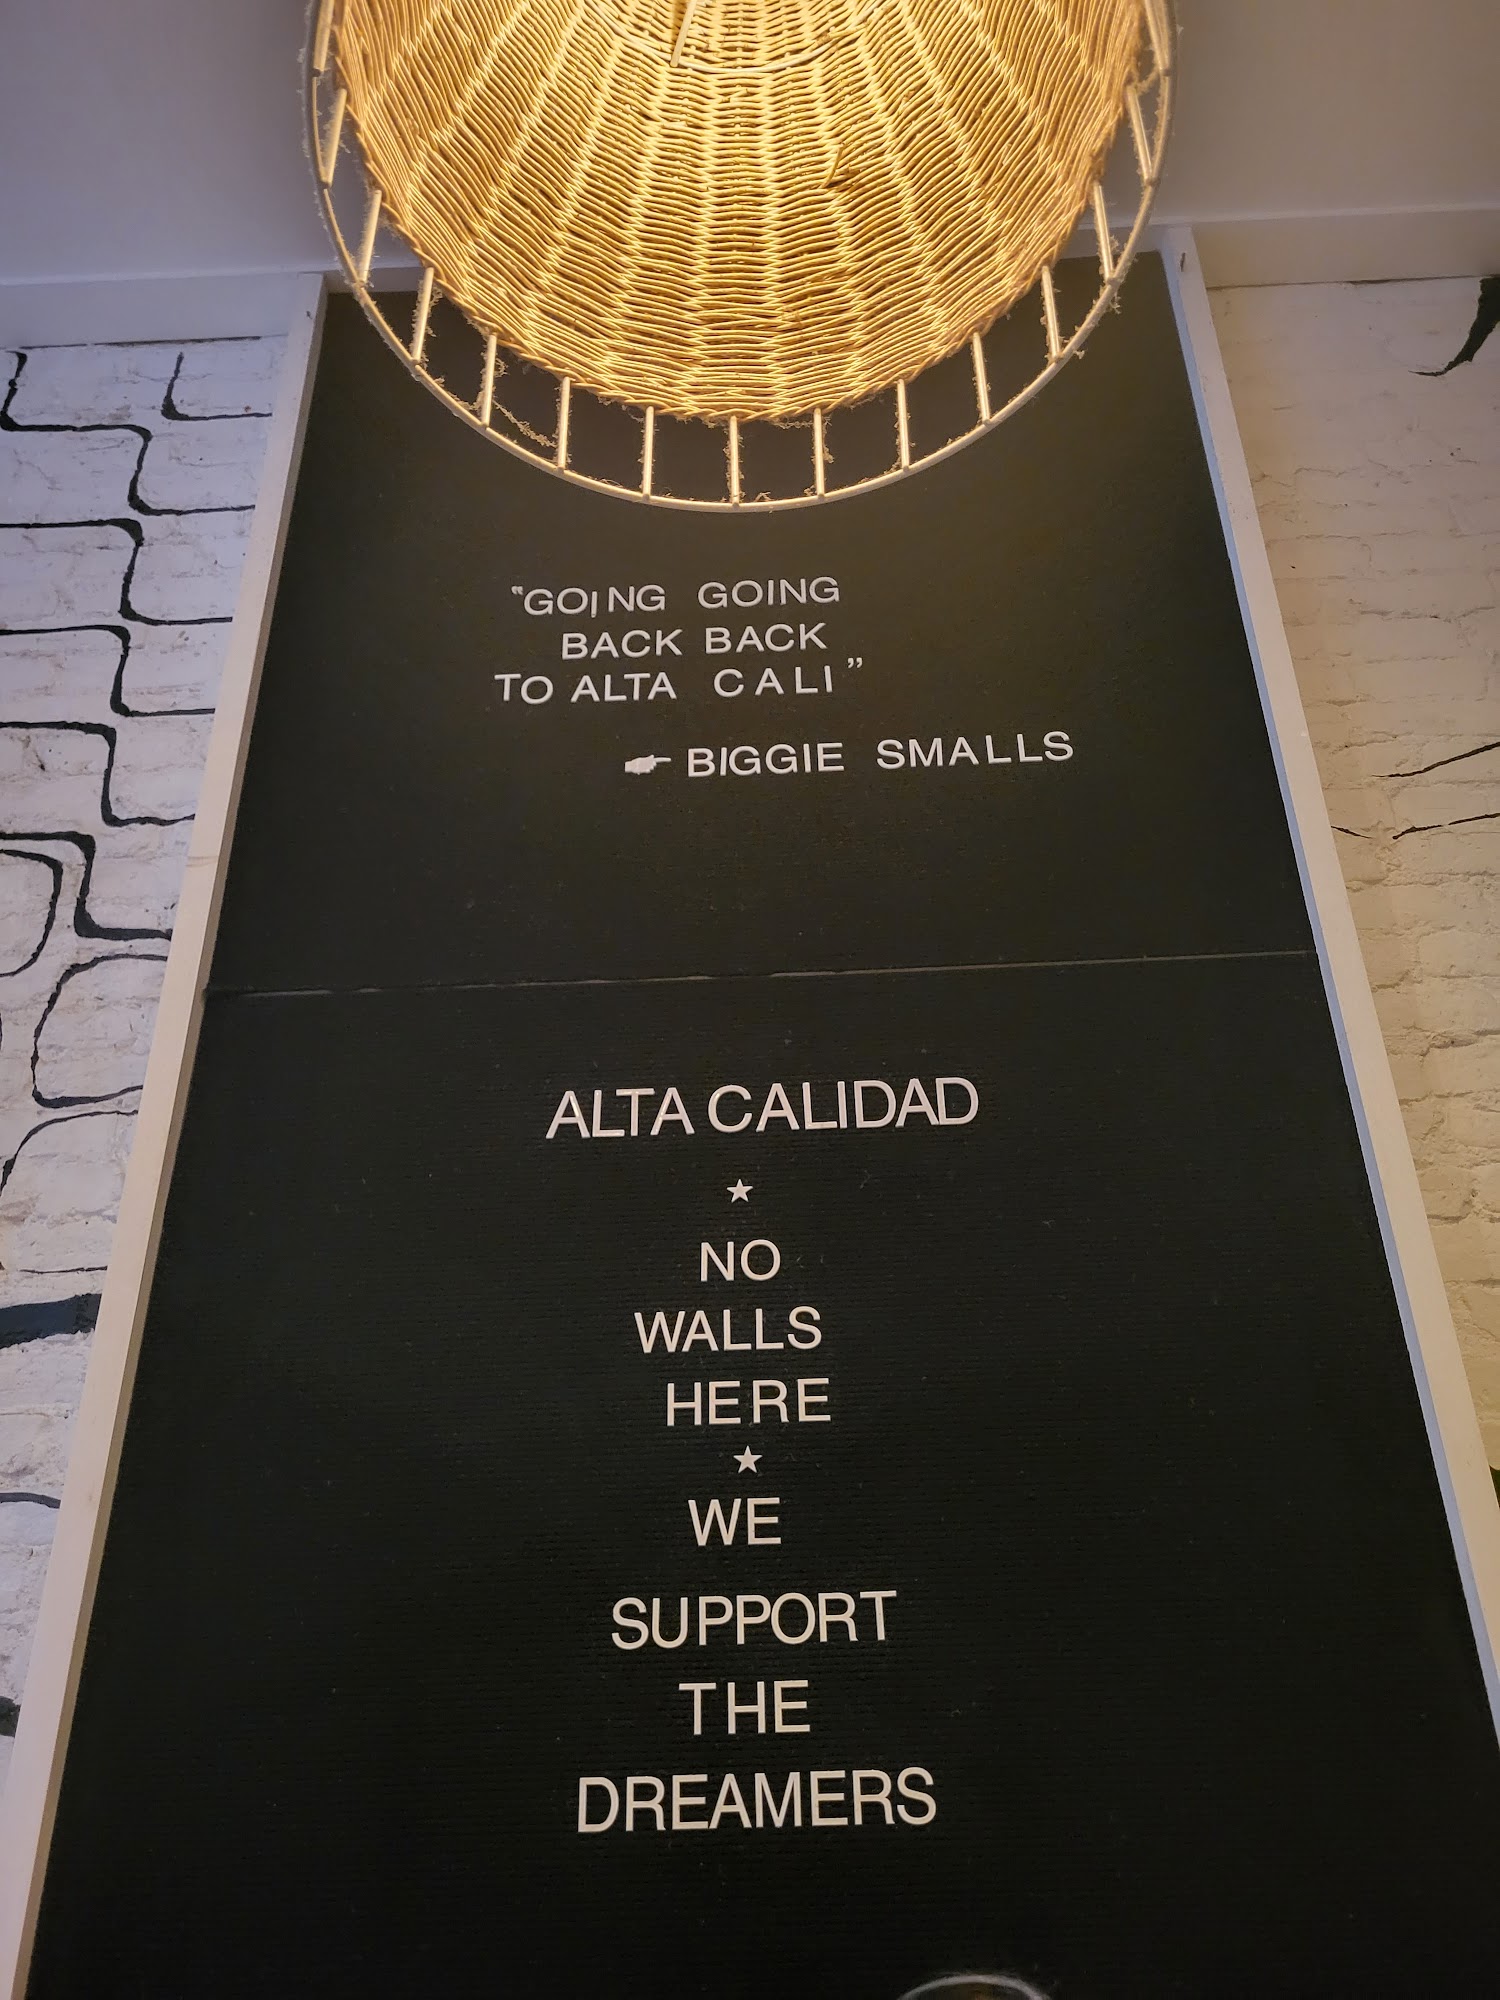 "GOING GOING
BACK BACK
TO ALTA CALI"
☛ BIGGIE SMALLS
ALTA CALIDAD
★
NO
WALLS
HERE
★
WE
SUPPORT
THE
DREAMERS